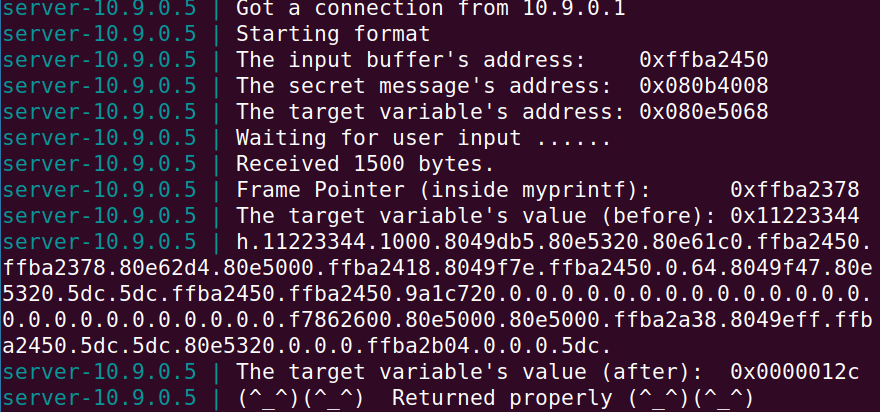 server-10.9.0.5 | Got a connection from 10.9.0.1
server-10.9.0.5 | Starting format
server-10.9.0.5 | The input buffer's address:    0xffba2450
server-10.9.0.5 | The secret message's address:  0x080b4008
server-10.9.0.5 | The target variable's address: 0x080e5068
server-10.9.0.5 | Waiting for user input ......
server-10.9.0.5 | Received 1500 bytes.
server-10.9.0.5 | Frame Pointer (inside myprintf):      0xffba2378
server-10.9.0.5 | The target variable's value (before): 0x11223344
server-10.9.0.5 | h.11223344.1000.8049db5.80e5320.80e61c0.ffba2450.
ffba2378.80e62d4.80e5000.ffba2418.8049f7e.ffba2450.0.64.8049f47.80e
5320.5dc.5dc.ffba2450.ffba2450.9a1c720.0.0.0.0.0.0.0.0.0.0.0.0.0.0.
0.0.0.0.0.0.0.0.0.0.0.f7862600.80e5000.80e5000.ffba2a38.8049eff.ffb
a2450.5dc.5dc.80e5320.0.0.0.ffba2b04.0.0.0.5dc.
server-10.9.0.5 | The target variable's value (after):  0x0000012c
server-10.9.0.5 | (^_^)(^_^)  Returned properly (^_^)(^_^)